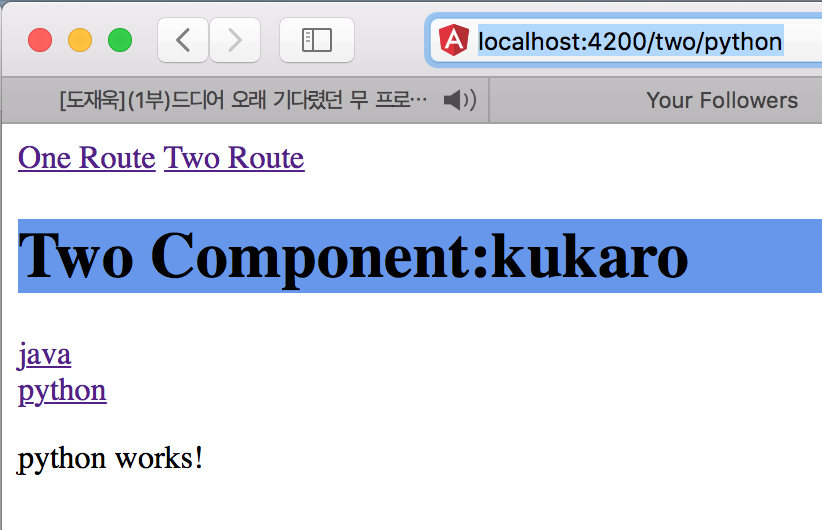 localhost:4200/two/python
[도재욱](1부)드디어 오래 기다렸던 무 프로…
Your Followers
One Route Two Route
Two Component:kukaro
java
python
python works!